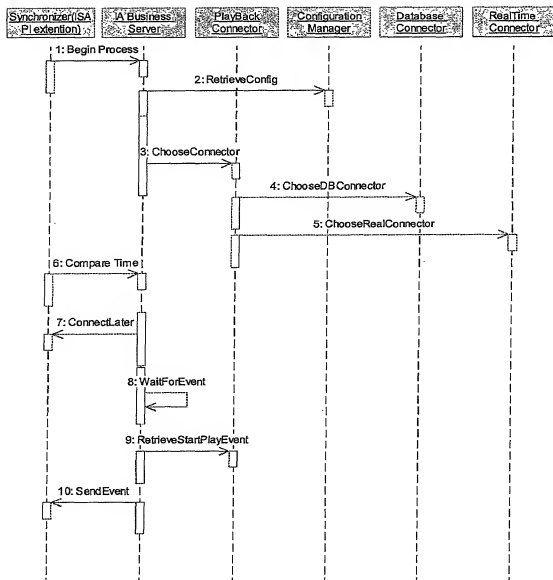 Synchronizer(ISA
PI extention)
IA Business
Server
PlayBack
Connector
Configuration
Manager
Database
Connector
RealTime
Connector
1: Begin Process
2: RetrieveConfig
3: ChooseConnector
4: ChooseDBConnector
5: ChooseRealConnector
6: Compare Time
7: ConnectLater
8: WaitForEvent
9: RetrieveStartPlayEvent
10: SendEvent